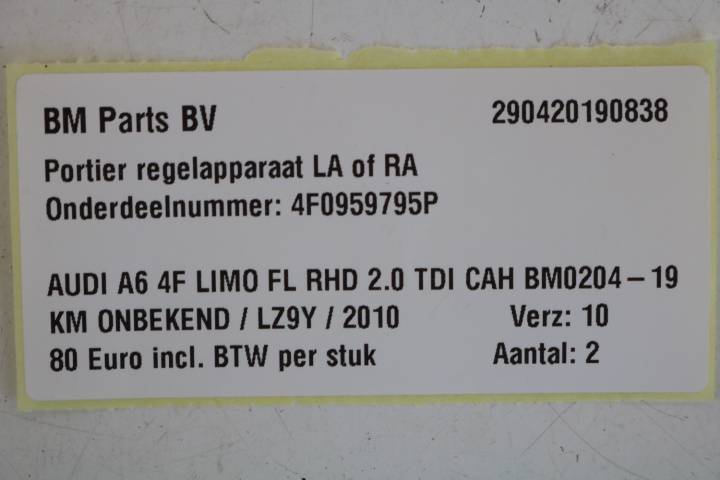 BM Parts BV 290420190838
Portier regelapparaat LA of RA
Onderdeelnummer: 4F0959795P
AUDI A6 4F LIMO FL RHD 2.0 TDI CAH BM0204-19
KM ONBEKEND / LZ9Y / 2010 Verz: 10
80 Euro incl. BTW per stuk Aantal: 2